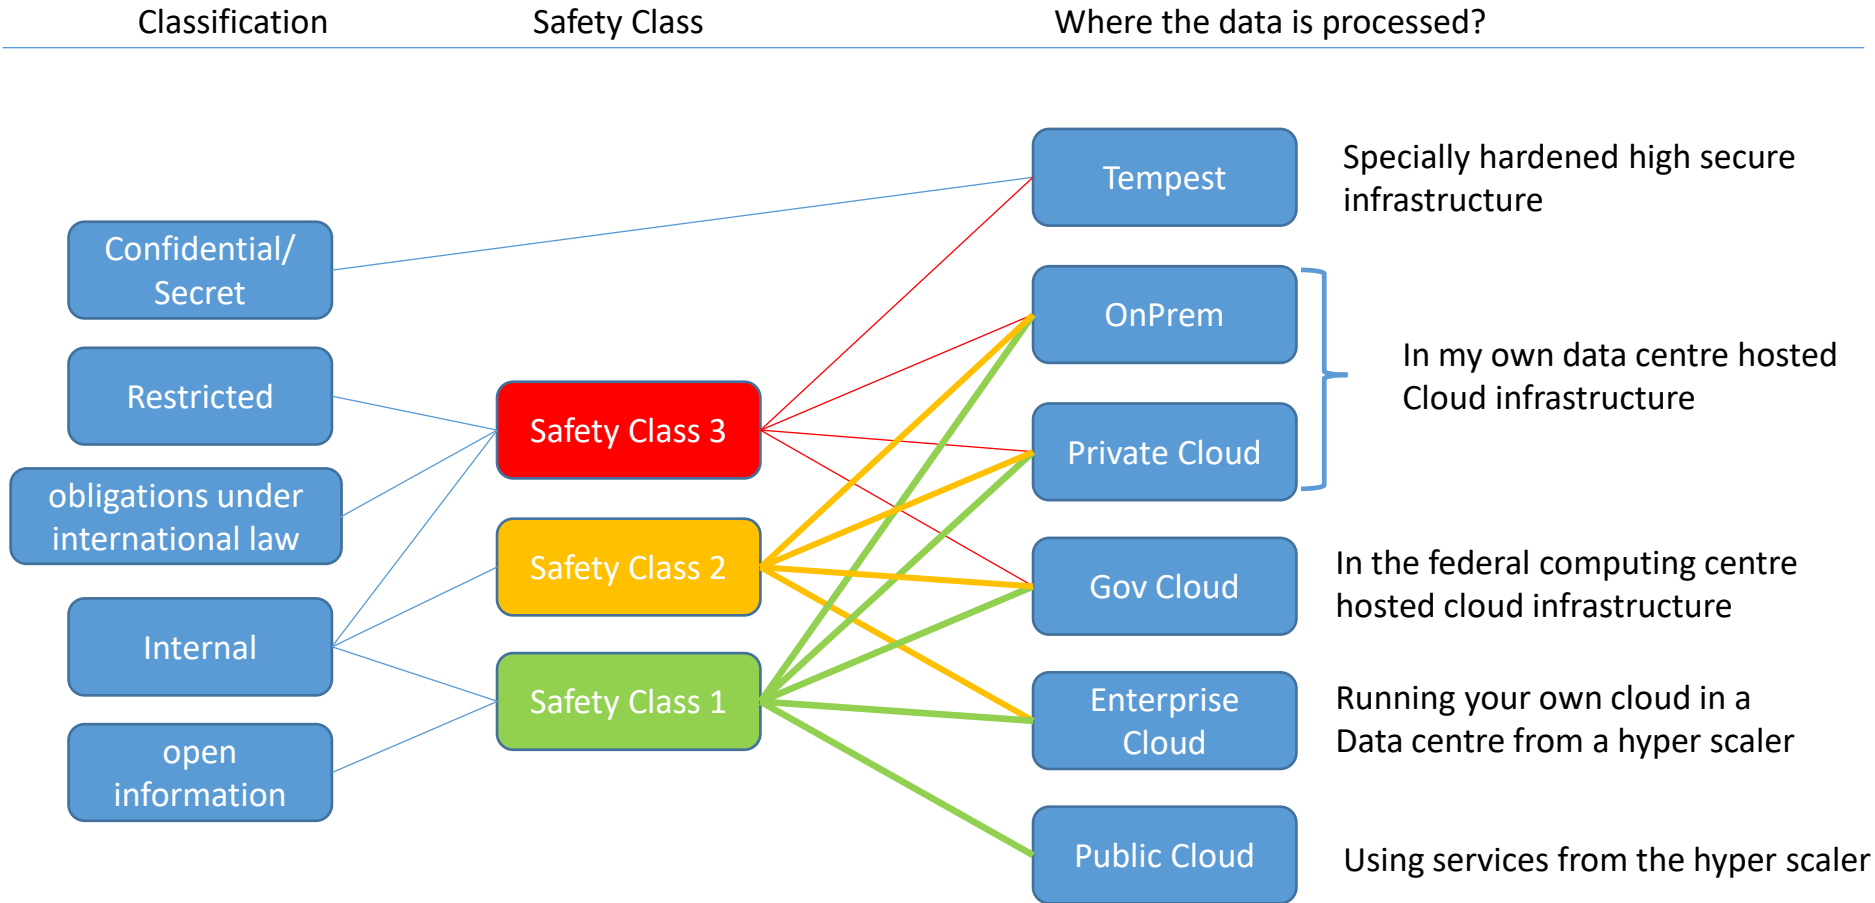 Classification
Safety Class
Where the data is processed?
Confidential/
Secret
Restricted
obligations under
international law
Internal
open
information
Safety Class 3
Safety Class 2
Safety Class 1
Tempest
Specially hardened high secure
infrastructure
OnPrem
Private Cloud
In my own data centre hosted
Cloud infrastructure
Gov Cloud
In the federal computing centre
hosted cloud infrastructure
Enterprise
Cloud
Running your own cloud in a
Data centre from a hyper scaler
Public Cloud
Using services from the hyper scaler